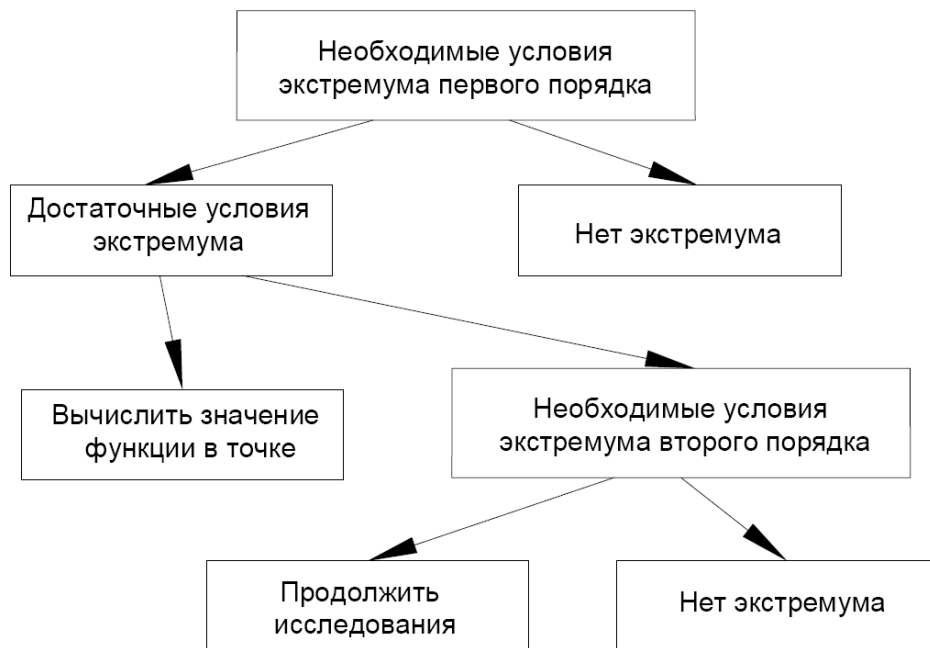 Необходимые условия
экстремума первого порядка
Достаточные условия
экстремума
Нет экстремума
Вычислить значение
функции в точке
Необходимые условия
экстремума второго порядка
Продолжить
исследования
Нет экстремума